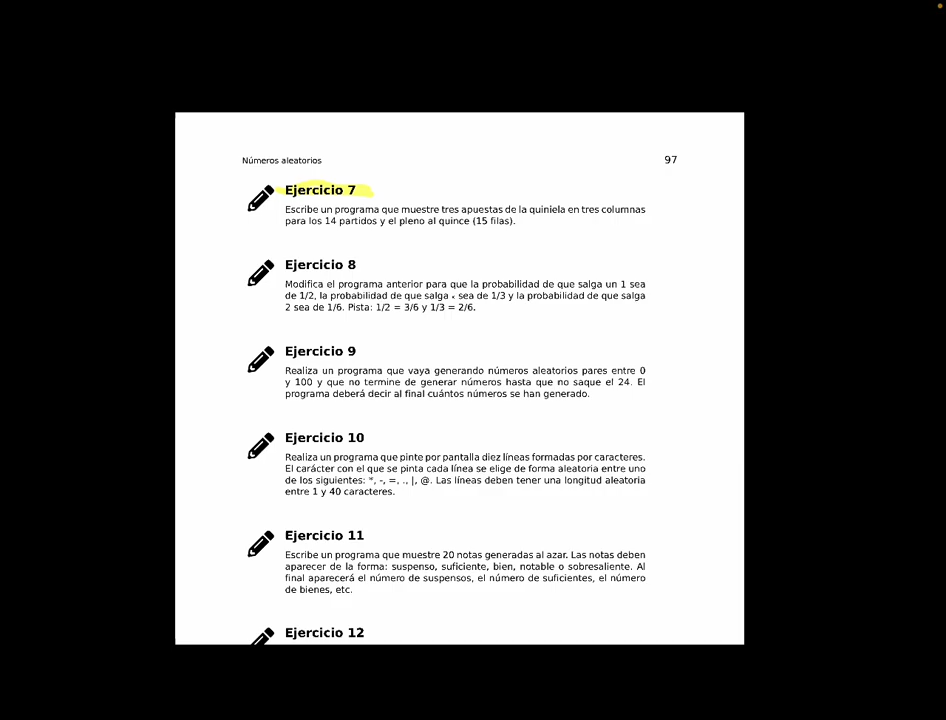 Números aleatorios 97
Ejercicio 7
Escribe un programa que muestre tres apuestas de la quiniela en tres columnas
para los 14 partidos y el pleno al quince (15 filas).
Ejercicio 8
Modifica el programa anterior para que la probabilidad de que salga un 1 sea
de 1/2, la probabilidad de que salga x sea de 1/3 y la probabilidad de que salga
2 sea de 1/6. Pista: 1/2 = 3/6 y 1/3 = 2/6.
Ejercicio 9
Realiza un programa que vaya generando números aleatorios pares entre 0
y 100 y que no termine de generar números hasta que no saque el 24. El
programa deberá decir al final cuántos números se han generado.
Ejercicio 10
Realiza un programa que pinte por pantalla diez líneas formadas por caracteres.
El carácter con el que se pinta cada línea se elige de forma aleatoria entre uno
de los siguientes: *, -, =, ., |, @. Las líneas deben tener una longitud aleatoria
entre 1 y 40 caracteres.
Ejercicio 11
Escribe un programa que muestre 20 notas generadas al azar. Las notas deben
aparecer de la forma: suspenso, suficiente, bien, notable o sobresaliente. Al
final aparecerá el número de suspensos, el número de suficientes, el número
de bienes, etc.
Ejercicio 12